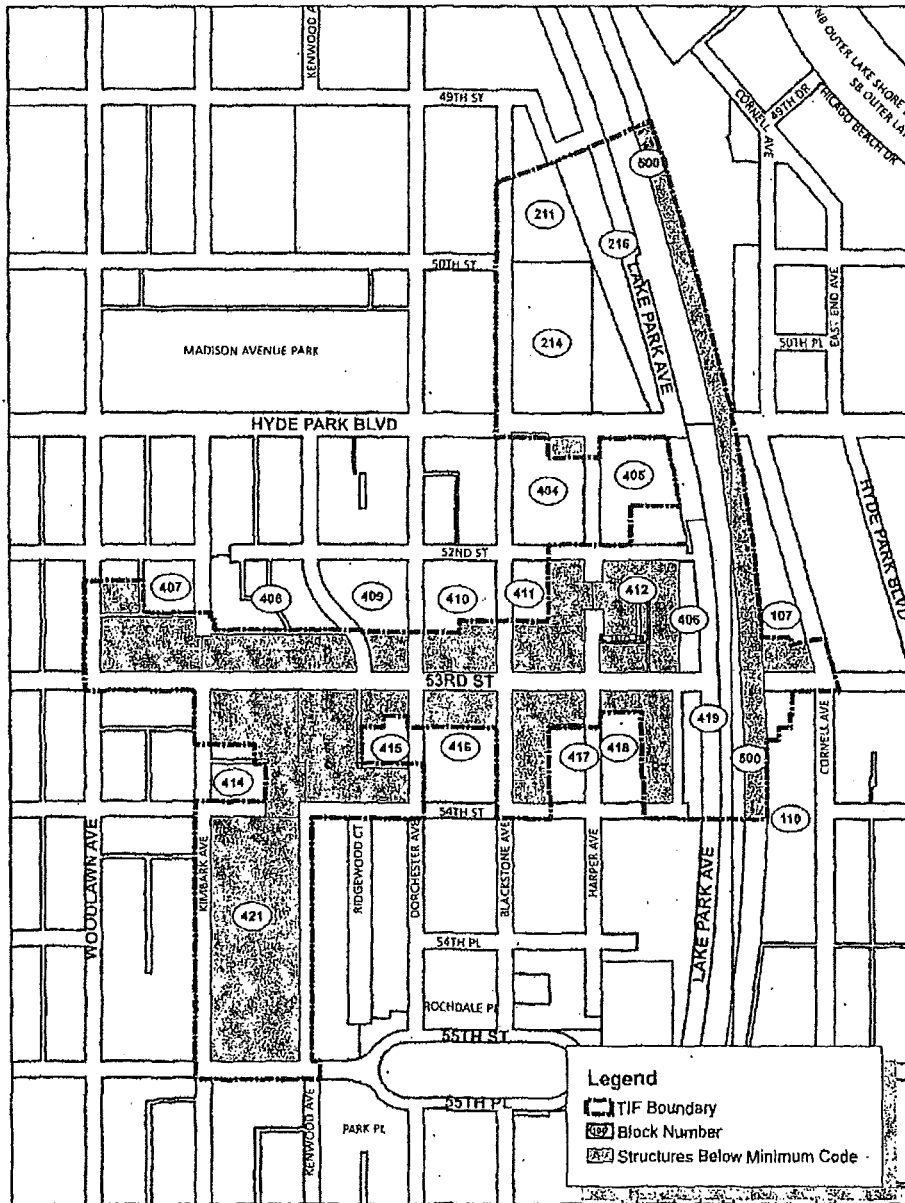 KENWOOD A
NB OUTER LAKE SHORE
SB OUTER LA
49TH ST
CORNELL AVE
49TH DR
CHICAGO BEACH DR
500
211
216
50TH ST
LAKE PARK AVE
EAST END AVE
214
50TH PL
MADISON AVENUE PARK
HYDE PARK BLVD
HYDE PARK BLVD
404
405
52ND ST
407
408
409
410
411
412
406
107
53RD ST
419
415
416
417
418
500
414
CORNELL AVE
54TH ST
110
WOODLAWN AVE
KIMBARK AVE
RIDGEWOOD CT
DORCHESTER AVE
BLACKSTONE AVE
HARPER AVE
LAKE PARK AVE
421
54TH PL
ROCHDALE PL
55TH ST
55TH PL
KENWOOD AVE
PARK PL
Legend
TIF Boundary
Block Number
Structures Below Minimum Code